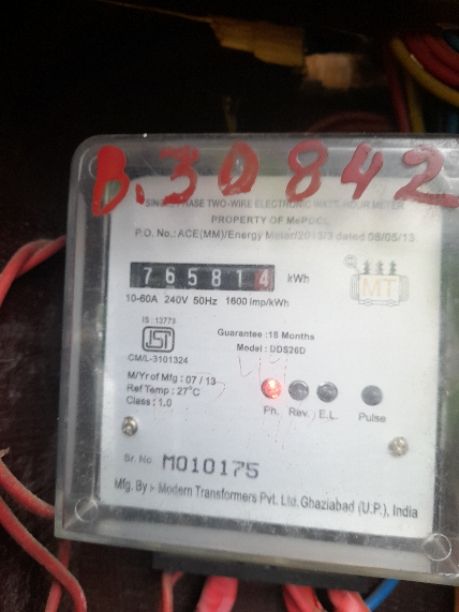 B.30842
SINGLE PHASE TWO-WIRE ELECTRONIC WATT-HOUR METER
PROPERTY OF MePDCL
P.O. No.: ACE(MM)/Energy Meter/2013/3 dated 06/05/13
765814 kWh
10-60A 240V 50Hz 1600 imp/kWh
MT
IS : 13779
ISI
CM/L-3101324
Guarantee : 18 Months
Model : DDS26D
M/Yr of Mfg : 07 / 13
Ref Temp : 27°C
Class : 1.0
Ph. Rev. E.L. Pulse
Sr. No. M010175
Mfg. By :- Modern Transformers Pvt. Ltd. Ghaziabad (U.P.), India